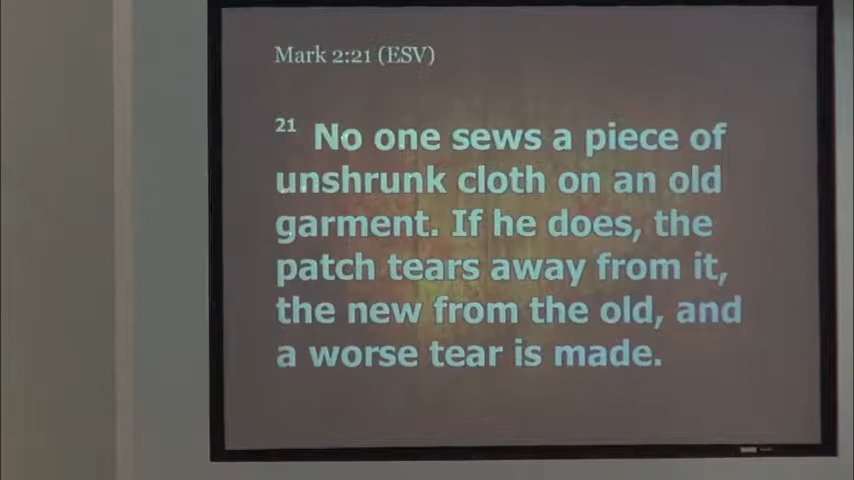 Mark 2:21 (ESV)
21 No one sews a piece of
unshrunk cloth on an old
garment. If he does, the
patch tears away from it,
the new from the old, and
a worse tear is made.